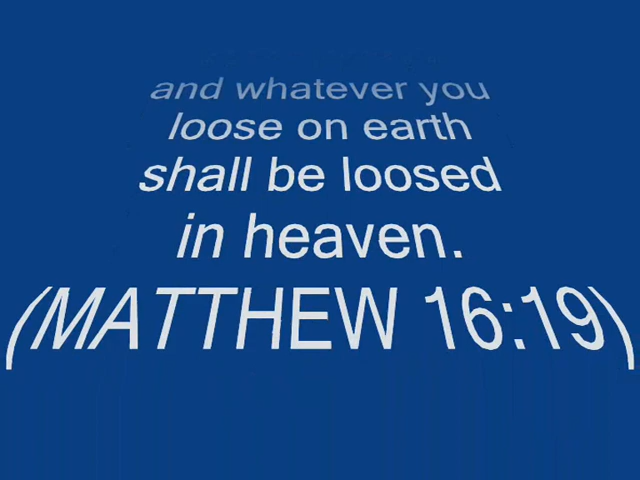 and whatever you
loose on earth
shall be loosed
in heaven.
(MATTHEW 16:19)